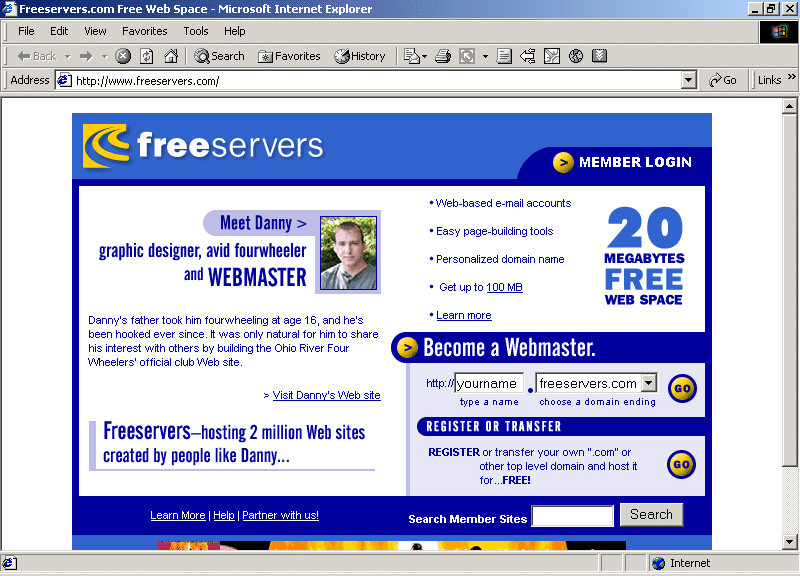 Freeservers.com Free Web Space - Microsoft Internet Explorer
File Edit View Favorites Tools Help
Back Search Favorites History
Address http://www.freeservers.com/ Go Links »
freeservers
> MEMBER LOGIN
Meet Danny >
graphic designer, avid fourwheeler
and WEBMASTER
Danny's father took him fourwheeling at age 16, and he's
been hooked ever since. It was only natural for him to share
his interest with others by building the Ohio River Four
Wheelers' official club Web site.
> Visit Danny's Web site
Freeservers—hosting 2 million Web sites
created by people like Danny...
• Web-based e-mail accounts
• Easy page-building tools
• Personalized domain name
• Get up to 100 MB
• Learn more
20
MEGABYTES
FREE
WEB SPACE
> Become a Webmaster.
http:// yourname . freeservers.com GO
type a name choose a domain ending
REGISTER OR TRANSFER
REGISTER or transfer your own ".com" or
other top level domain and host it
for...FREE!
GO
Learn More | Help | Partner with us!
Search Member Sites Search
Internet